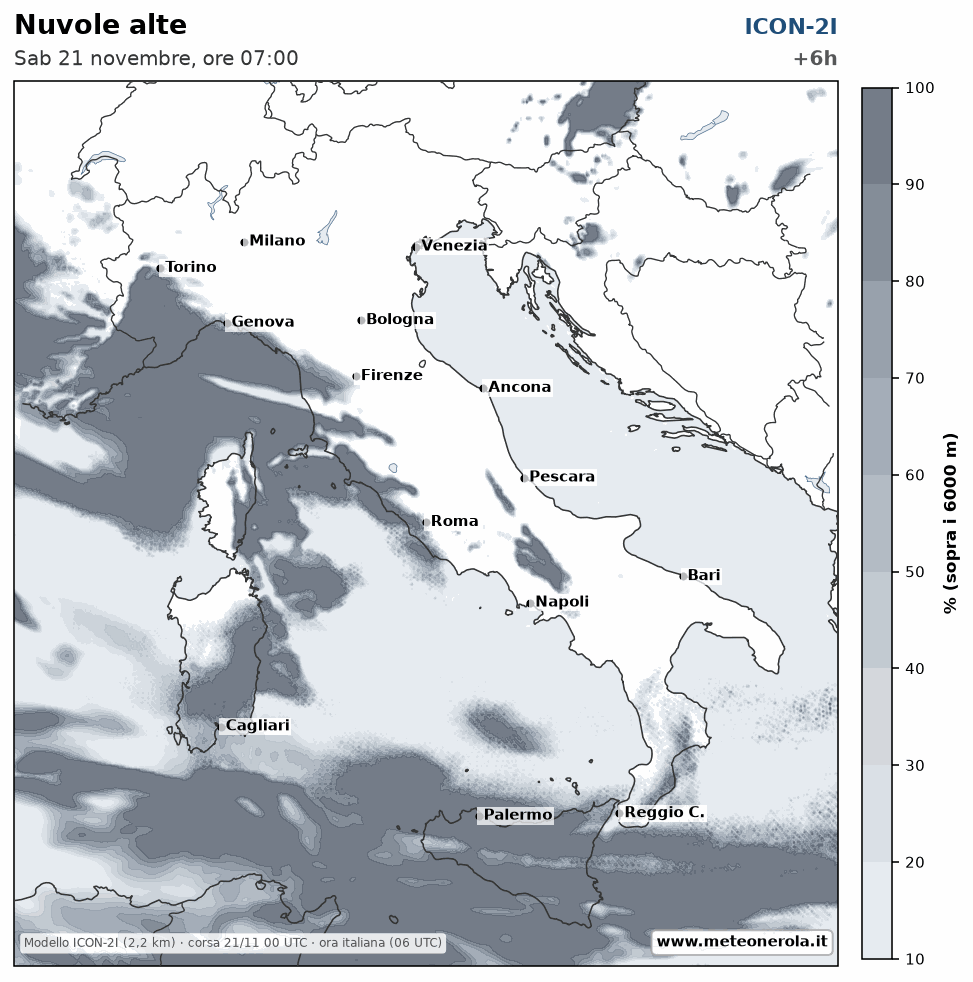 Nuvole alte
ICON-2I
Sab 21 novembre, ore 07:00
+6h
Milano
Venezia
Torino
Genova
Bologna
Firenze
Ancona
Pescara
Roma
Bari
Napoli
Cagliari
Palermo
Reggio C.
100
90
80
70
60
50
40
30
20
10
% (sopra i 6000 m)
Modello ICON-2I (2,2 km) · corsa 21/11 00 UTC · ora italiana (06 UTC)
www.meteonerola.it